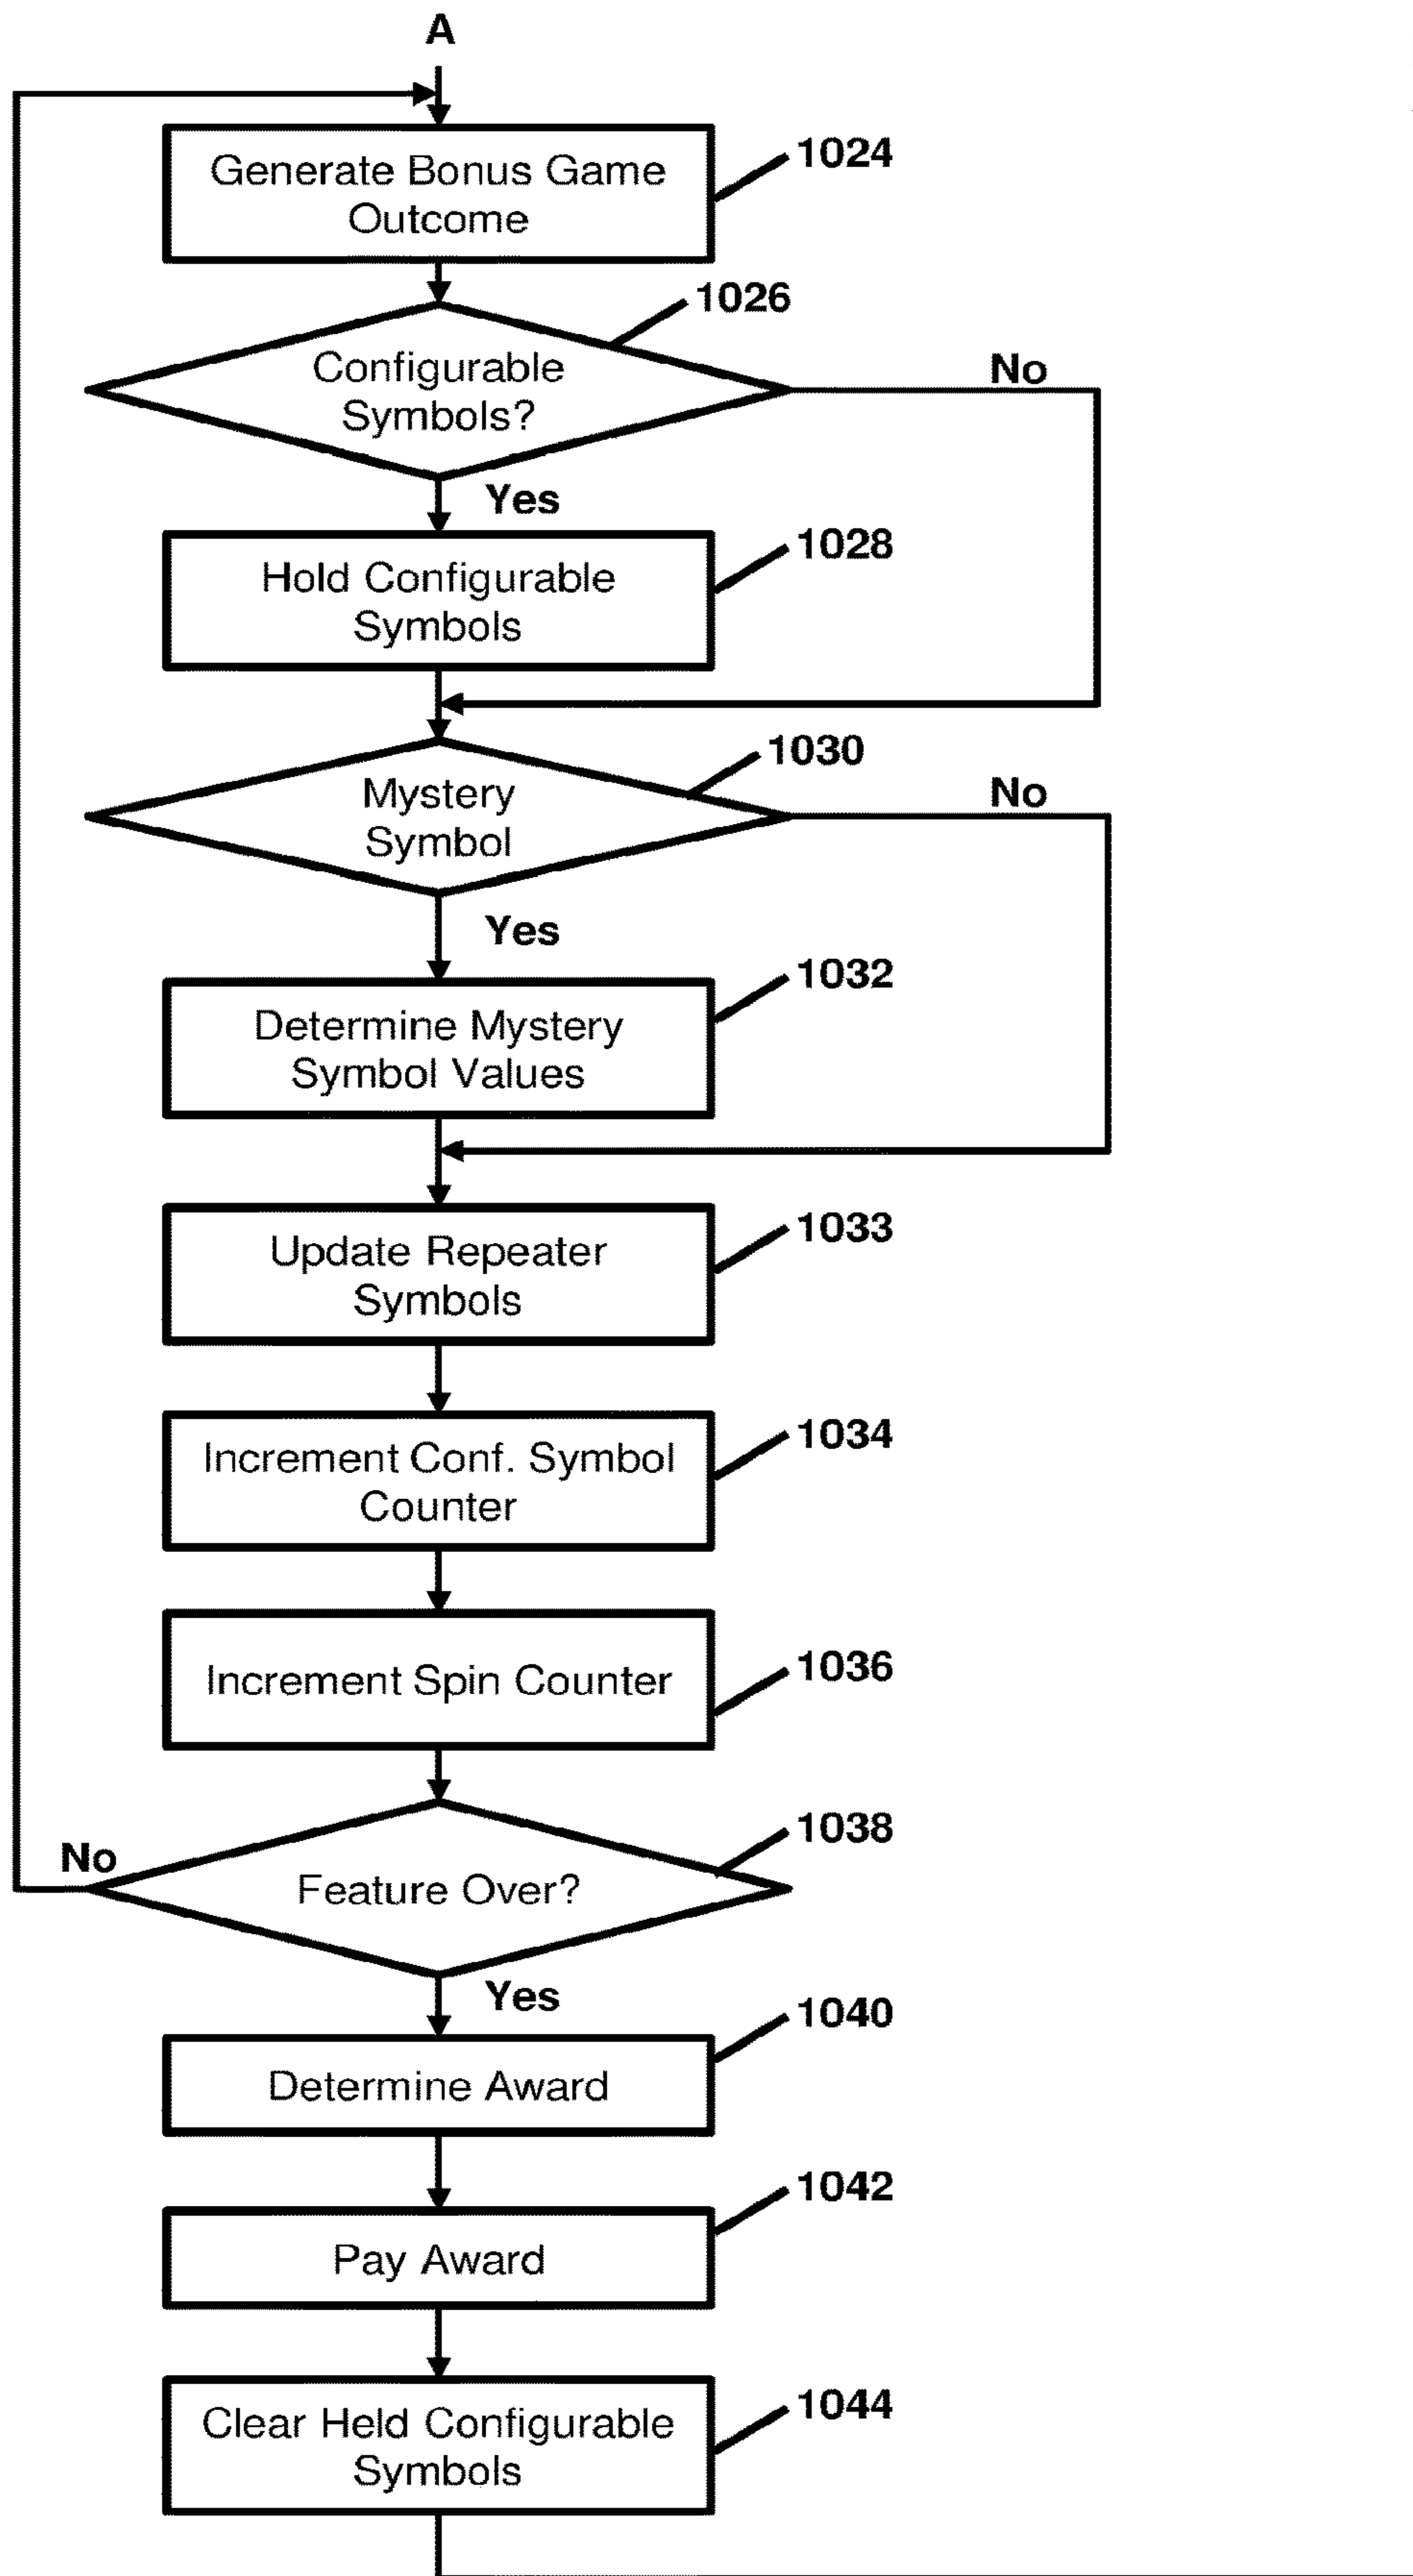 A
Generate Bonus Game
Outcome
1024
1026
Configurable
Symbols?
No
Yes
Hold Configurable
Symbols
1028
1030
Mystery
Symbol
No
Yes
1032
Determine Mystery
Symbol Values
1033
Update Repeater
Symbols
1034
Increment Conf. Symbol
Counter
1036
Increment Spin Counter
1038
No
Feature Over?
Yes
1040
Determine Award
1042
Pay Award
1044
Clear Held Configurable
Symbols